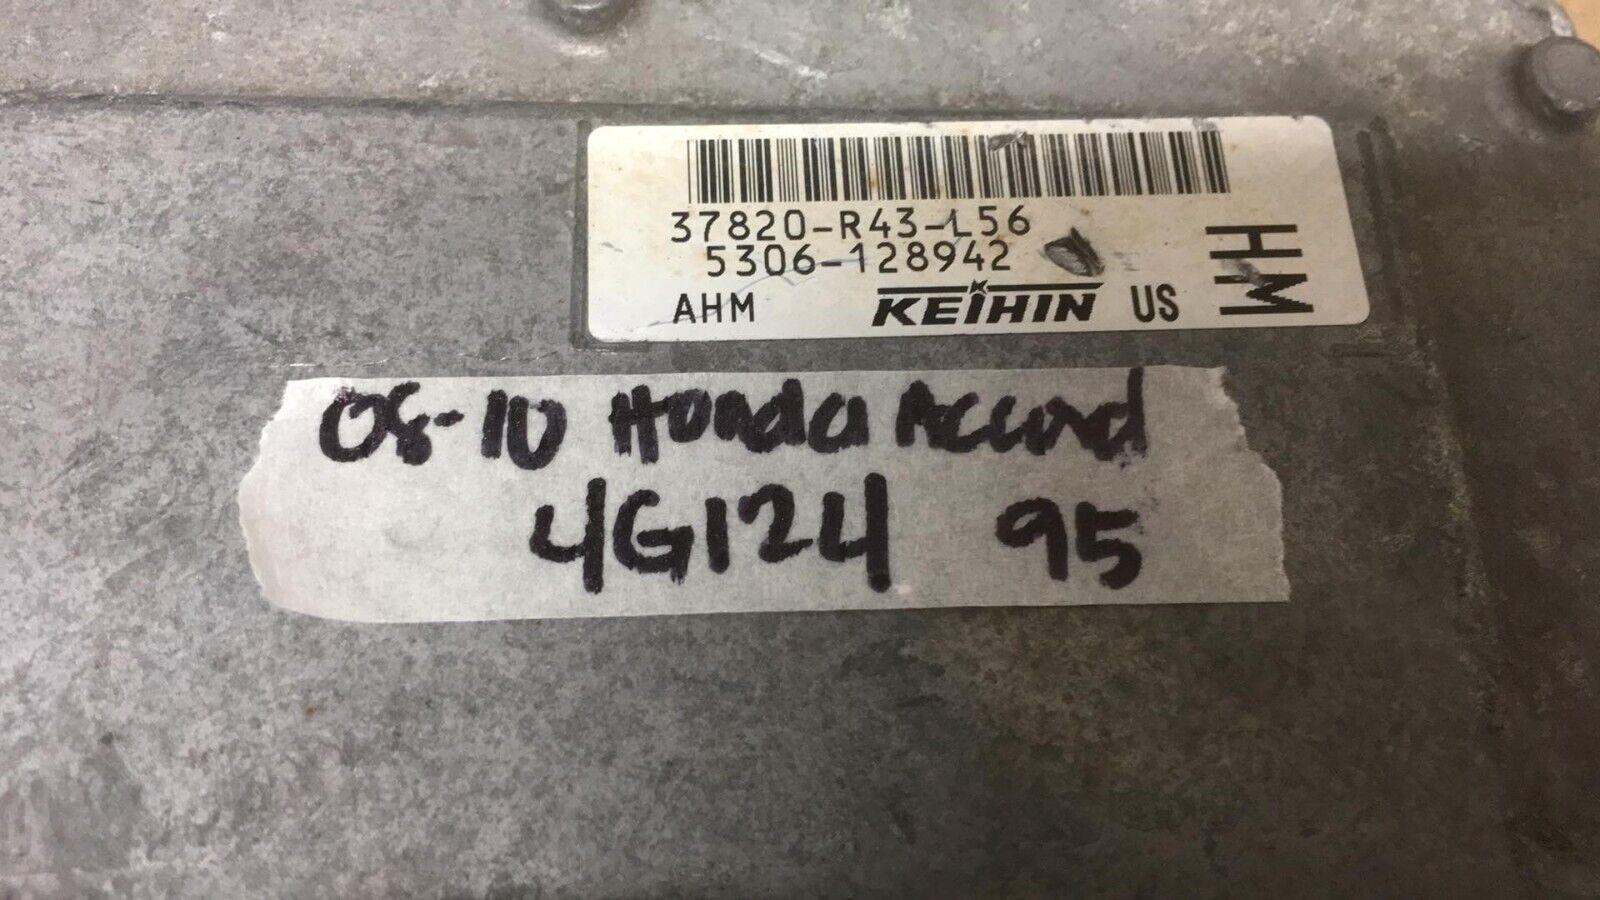 37820-R43-L56
5306-128942
AHM KEIHIN US
HM
08-10 Honda Accord
4G124 95